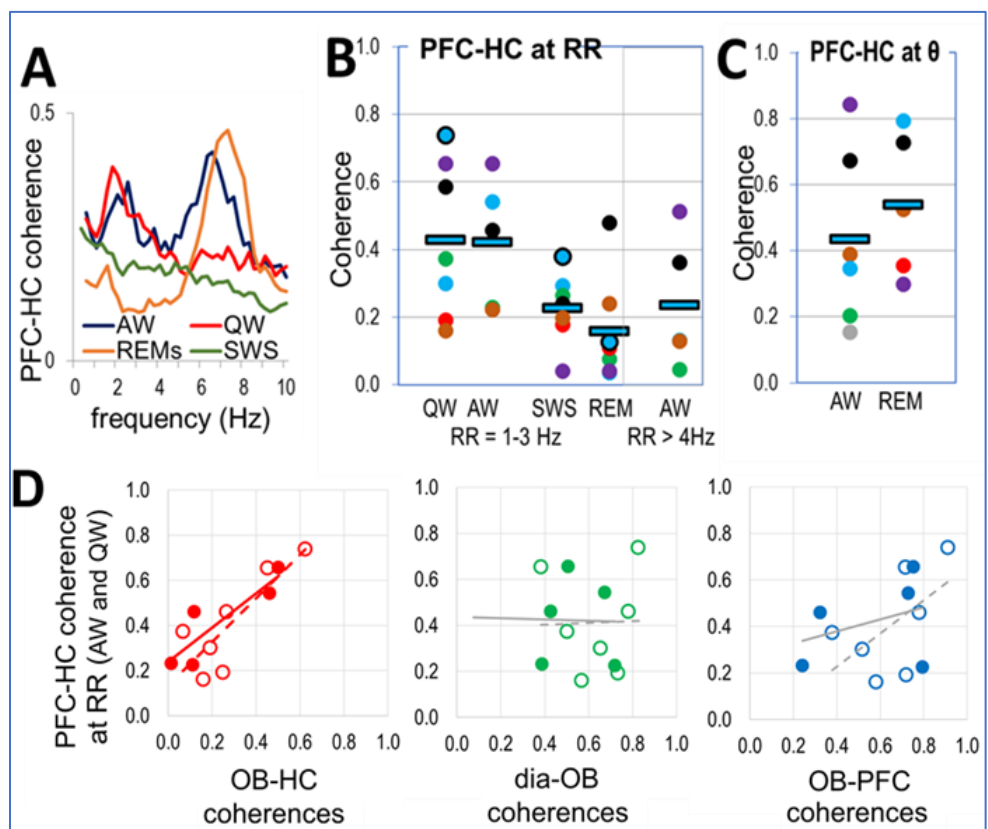 A
0.5
PFC-HC coherence
0
AW
QW
REMs
SWS
0 2 4 6 8 10
frequency (Hz)
B
PFC-HC at RR
1.0
0.8
0.6
0.4
0.2
0.0
Coherence
QW AW SWS REM AW
RR = 1-3 Hz RR > 4Hz
C
PFC-HC at θ
1.0
0.8
0.6
0.4
0.2
0.0
Coherence
AW REM
D
PFC-HC coherence
at RR (AW and QW)
1.0
0.8
0.6
0.4
0.2
0.0
0.0 0.2 0.4 0.6 0.8 1.0
OB-HC
coherences
1.0
0.8
0.6
0.4
0.2
0.0
0.0 0.2 0.4 0.6 0.8 1.0
dia-OB
coherences
1.0
0.8
0.6
0.4
0.2
0.0
0.0 0.2 0.4 0.6 0.8 1.0
OB-PFC
coherences